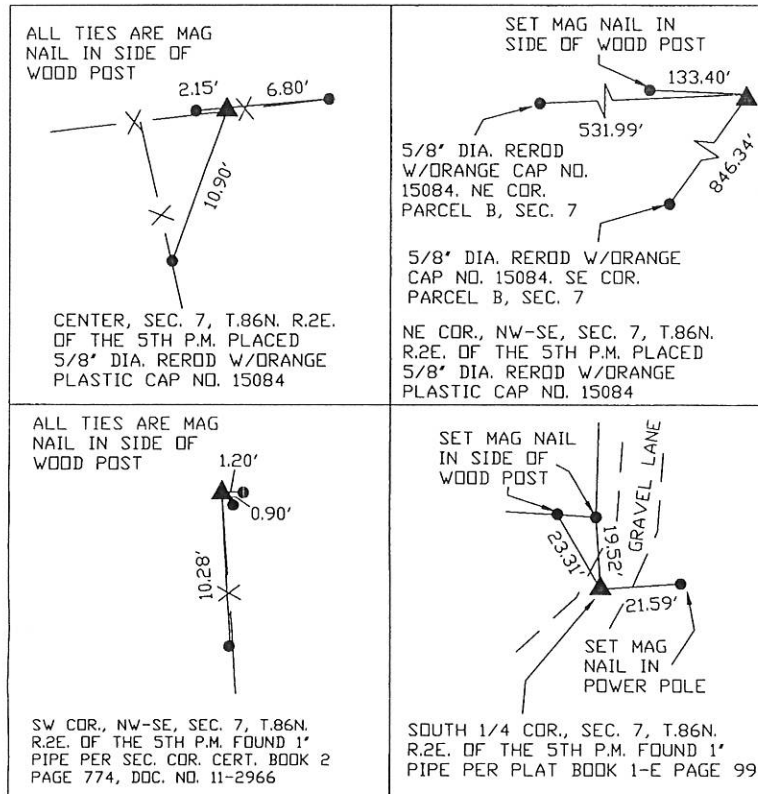 ALL TIES ARE MAG
NAIL IN SIDE OF
WOOD POST
2.15'
6.80'
10.90'
CENTER, SEC. 7, T.86N. R.2E.
OF THE 5TH P.M. PLACED
5/8" DIA. REROD W/ORANGE
PLASTIC CAP NO. 15084
SET MAG NAIL IN
SIDE OF WOOD POST
133.40'
531.99'
846.34'
5/8" DIA. REROD
W/ORANGE CAP NO.
15084. NE COR.
PARCEL B, SEC. 7
5/8" DIA. REROD W/ORANGE
CAP NO. 15084. SE COR.
PARCEL B, SEC. 7
NE COR., NW-SE, SEC. 7, T.86N.
R.2E. OF THE 5TH P.M. PLACED
5/8" DIA. REROD W/ORANGE
PLASTIC CAP NO. 15084
ALL TIES ARE MAG
NAIL IN SIDE OF
WOOD POST
1.20'
0.90'
10.28'
SW COR., NW-SE, SEC. 7, T.86N.
R.2E. OF THE 5TH P.M. FOUND 1"
PIPE PER SEC. COR. CERT. BOOK 2
PAGE 774, DOC. NO. 11-2966
SET MAG NAIL
IN SIDE OF
WOOD POST
GRAVEL LANE
23.31'
19.52'
21.59'
SET MAG
NAIL IN
POWER POLE
SOUTH 1/4 COR., SEC. 7, T.86N.
R.2E. OF THE 5TH P.M. FOUND 1"
PIPE PER PLAT BOOK 1-E PAGE 99